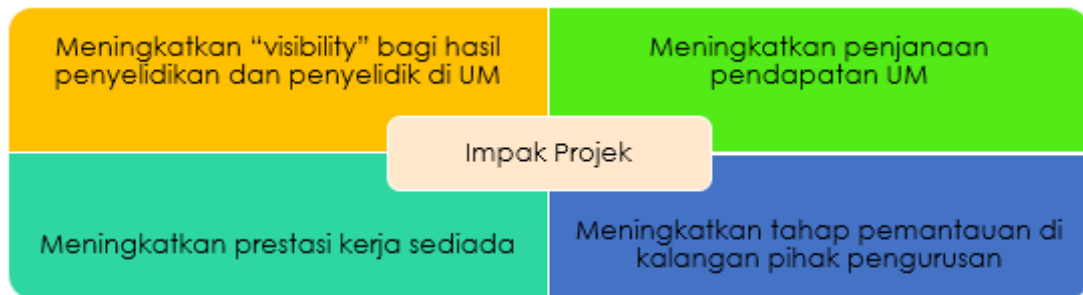 Meningkatkan “visibility” bagi hasil
penyelidikan dan penyelidik di UM
Meningkatkan penjanaan
pendapatan UM
Impak Projek
Meningkatkan prestasi kerja sediada
Meningkatkan tahap pemantauan di
kalangan pihak pengurusan